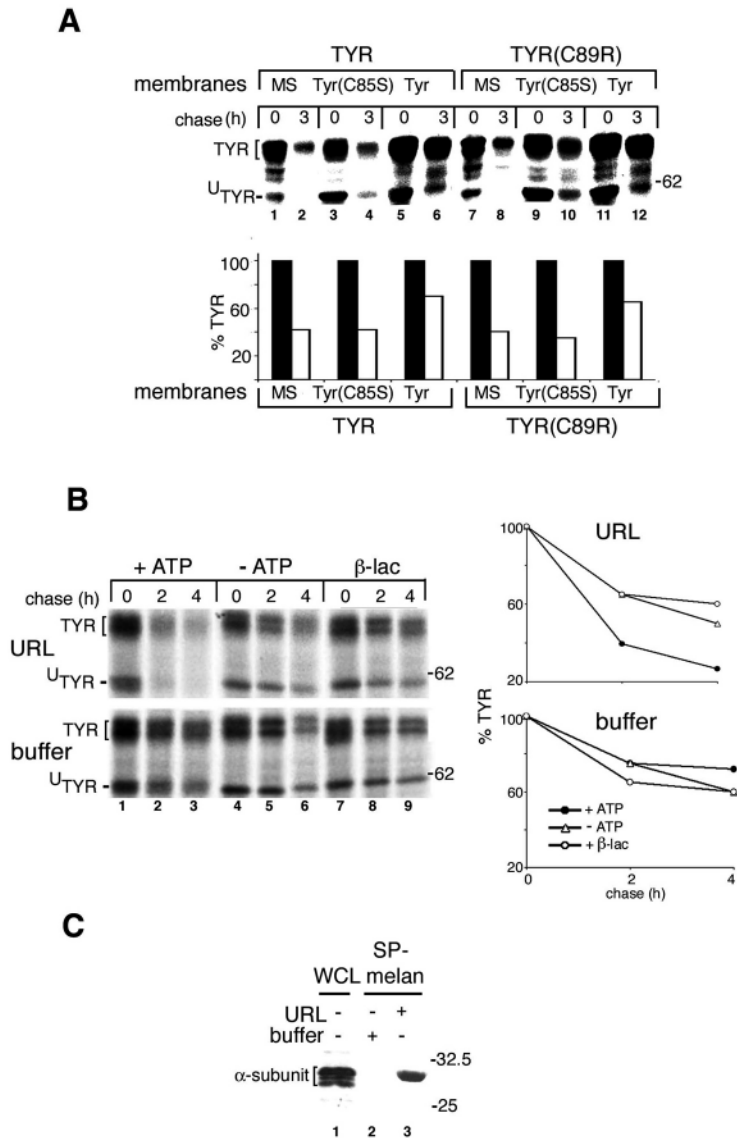 A
TYR TYR(C89R)
membranes MS Tyr(C85S) Tyr MS Tyr(C85S) Tyr
chase (h) 0 3 0 3 0 3 0 3 0 3 0 3
TYR
-62
UTYR-
1 2 3 4 5 6 7 8 9 10 11 12
% TYR
100
60
20
membranes MS Tyr(C85S) Tyr MS Tyr(C85S) Tyr
TYR TYR(C89R)
B
+ ATP - ATP β-lac
chase (h) 0 2 4 0 2 4 0 2 4
TYR
URL
UTYR-
-62
TYR
buffer
UTYR-
-62
1 2 3 4 5 6 7 8 9
URL
100
60
20
% TYR
buffer
100
60
20
+ ATP
- ATP
+ β-lac
0 2 4
chase (h)
C
SP-
WCL melan
URL - - +
buffer - + -
-32.5
α-subunit
-25
1 2 3